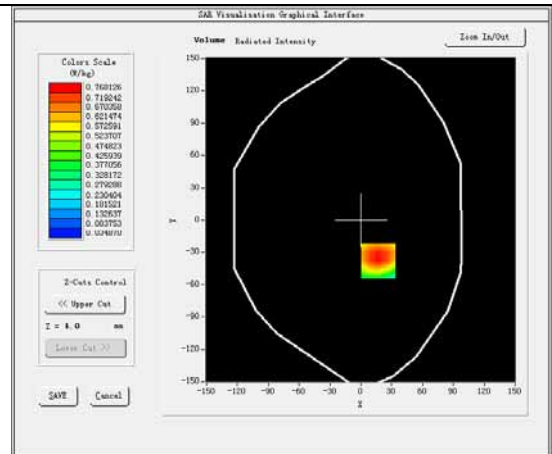 SAR Visualisation Graphical Interface
Volume Radiated Intensity
Zoom In/Out
Colors Scale
(W/kg)
0.768126
0.719242
0.670358
0.621474
0.572591
0.523707
0.474823
0.425939
0.377056
0.328172
0.279288
0.230404
0.181521
0.132637
0.083753
0.034870
Z-Cuts Control
<< Upper Cut
Z = 4.0 mm
Lower Cut >>
SAVE
Cancel
Y
150
120
90
60
30
0
-30
-60
-90
-120
-150
-150 -120 -90 -60 -30 0 30 60 90 120 150
X